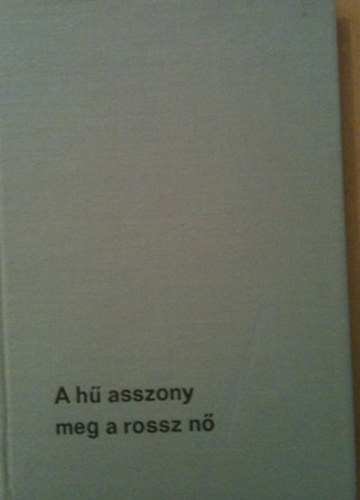 A hű asszony
meg a rossz nő